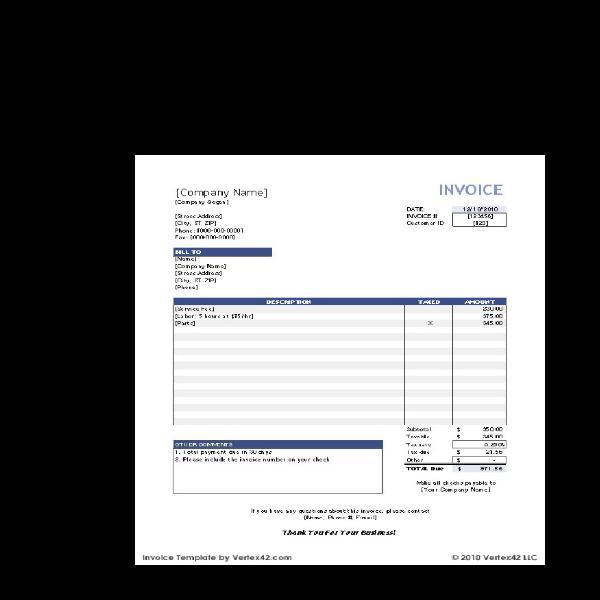 [Company Name]
INVOICE
[Company Slogan]
DATE 12/10/2010
[Street Address]
INVOICE # [123456]
[City, ST ZIP]
Customer ID [123]
Phone: [000-000-0000]
Fax: [000-000-0000]
BILL TO
[Name]
[Company Name]
[Street Address]
[City, ST ZIP]
[Phone]
DESCRIPTION TAXED AMOUNT
[Service Fee] 230.00
[Labor: 5 hours at $75/hr] 375.00
[Parts] X 345.00
Subtotal $ 950.00
Taxable $ 345.00
Tax rate 6.250%
OTHER COMMENTS
Tax due $ 21.56
1. Total payment due in 30 days
Other $ -
2. Please include the invoice number on your check
TOTAL Due $ 971.56
Make all checks payable to
[Your Company Name]
If you have any questions about this invoice, please contact
[Name, Phone #, E-mail]
Thank You For Your Business!
Invoice Template by Vertex42.com
© 2010 Vertex42 LLC